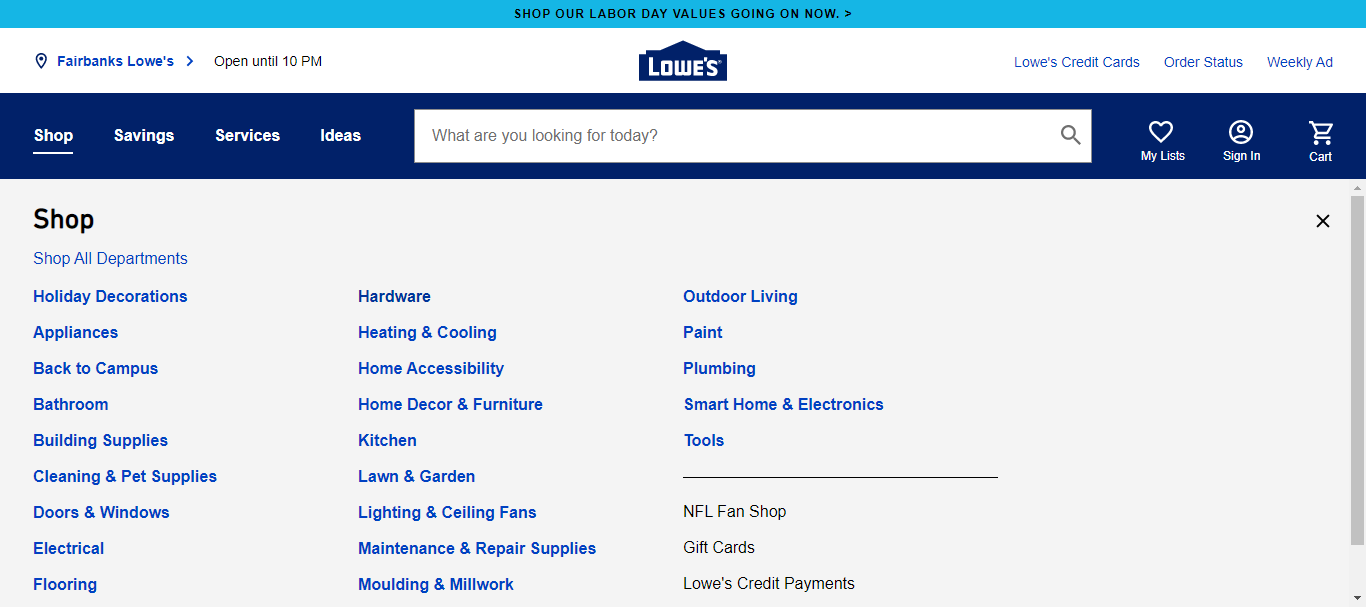 SHOP OUR LABOR DAY VALUES GOING ON NOW. >
Fairbanks Lowe's
Open until 10 PM
LOWE'S
Lowe's Credit Cards
Order Status
Weekly Ad
Shop
Savings
Services
Ideas
What are you looking for today?
My Lists
Sign In
Cart
Shop
Shop All Departments
Holiday Decorations
Appliances
Back to Campus
Bathroom
Building Supplies
Cleaning & Pet Supplies
Doors & Windows
Electrical
Flooring
Hardware
Heating & Cooling
Home Accessibility
Home Decor & Furniture
Kitchen
Lawn & Garden
Lighting & Ceiling Fans
Maintenance & Repair Supplies
Moulding & Millwork
Outdoor Living
Paint
Plumbing
Smart Home & Electronics
Tools
NFL Fan Shop
Gift Cards
Lowe's Credit Payments